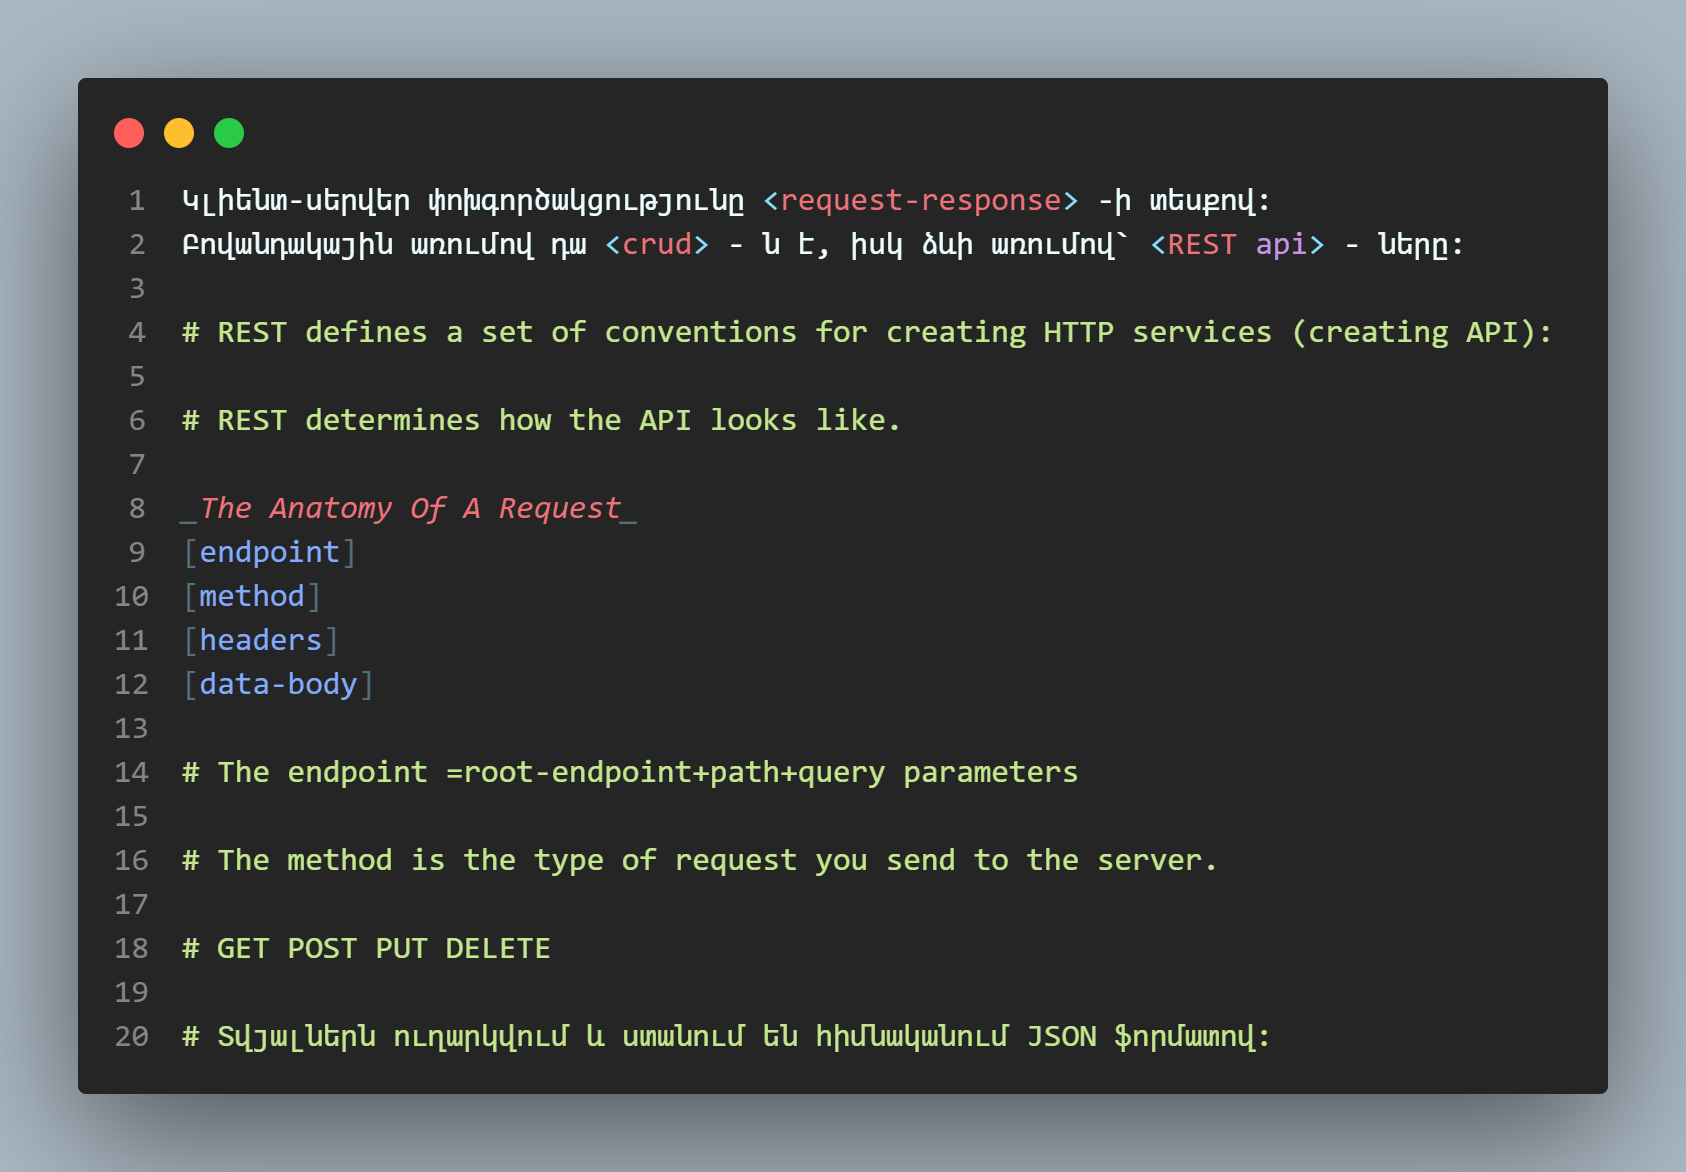 1 Կլիենտ-սերվեր փոխգործակցությունը <request-response> -ի տեսքով:
2 Բովանդակային առումով դա <crud> - ն է, իսկ ձևի առումով` <REST api> - ները:
3
4 # REST defines a set of conventions for creating HTTP services (creating API):
5
6 # REST determines how the API looks like.
7
8 _The Anatomy Of A Request_
9 [endpoint]
10 [method]
11 [headers]
12 [data-body]
13
14 # The endpoint =root-endpoint+path+query parameters
15
16 # The method is the type of request you send to the server.
17
18 # GET POST PUT DELETE
19
20 # Տվյալներն ուղարկվում և ստանում են հիմնականում JSON ֆորմատով: